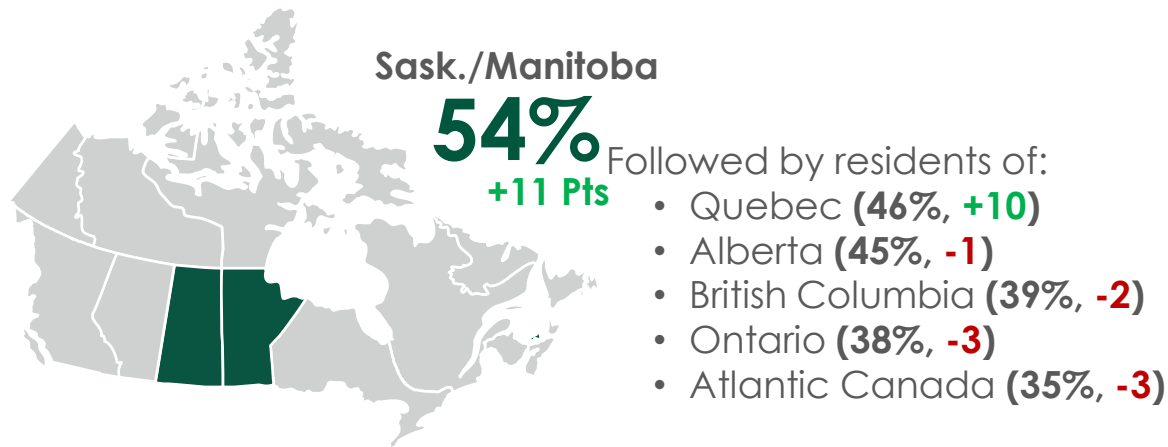 Sask./Manitoba
54%
+11 Pts
Followed by residents of:
• Quebec (46%, +10)
• Alberta (45%, -1)
• British Columbia (39%, -2)
• Ontario (38%, -3)
• Atlantic Canada (35%, -3)